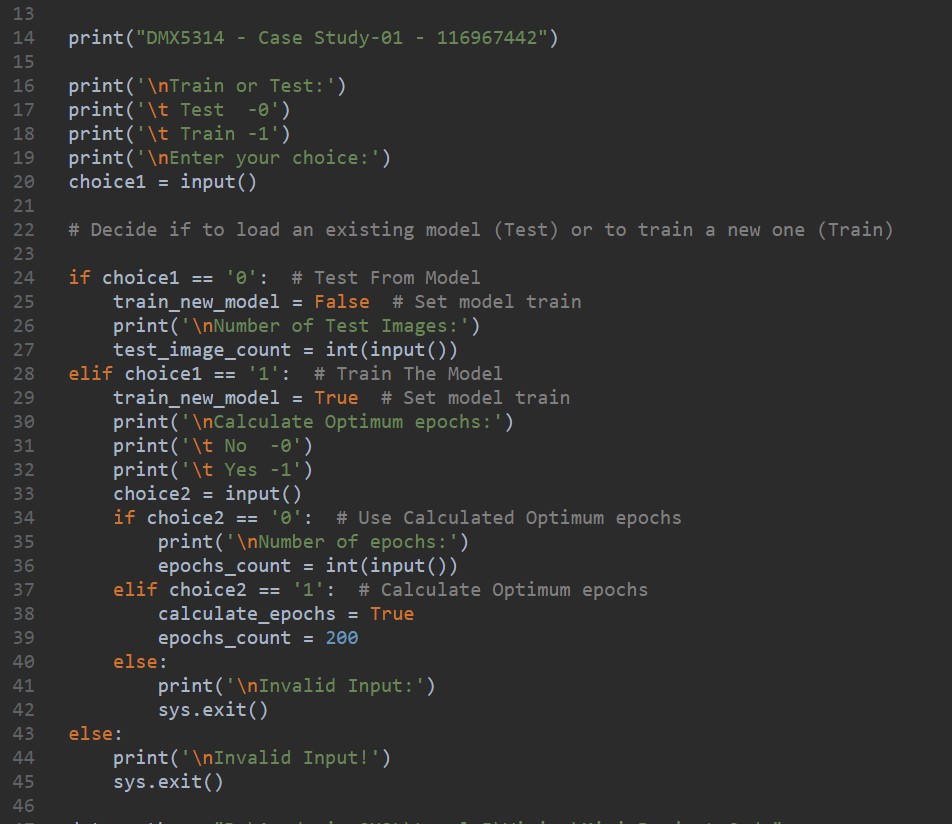 13
14 print("DMX5314 - Case Study-01 - 116967442")
15
16 print('\nTrain or Test:')
17 print('\t Test  -0')
18 print('\t Train -1')
19 print('\nEnter your choice:')
20 choice1 = input()
21
22 # Decide if to load an existing model (Test) or to train a new one (Train)
23
24 if choice1 == '0':  # Test From Model
25     train_new_model = False  # Set model train
26     print('\nNumber of Test Images:')
27     test_image_count = int(input())
28 elif choice1 == '1':  # Train The Model
29     train_new_model = True  # Set model train
30     print('\nCalculate Optimum epochs:')
31     print('\t No  -0')
32     print('\t Yes -1')
33     choice2 = input()
34     if choice2 == '0':  # Use Calculated Optimum epochs
35         print('\nNumber of epochs:')
36         epochs_count = int(input())
37     elif choice2 == '1':  # Calculate Optimum epochs
38         calculate_epochs = True
39         epochs_count = 200
40     else:
41         print('\nInvalid Input:')
42         sys.exit()
43 else:
44     print('\nInvalid Input!')
45     sys.exit()
46